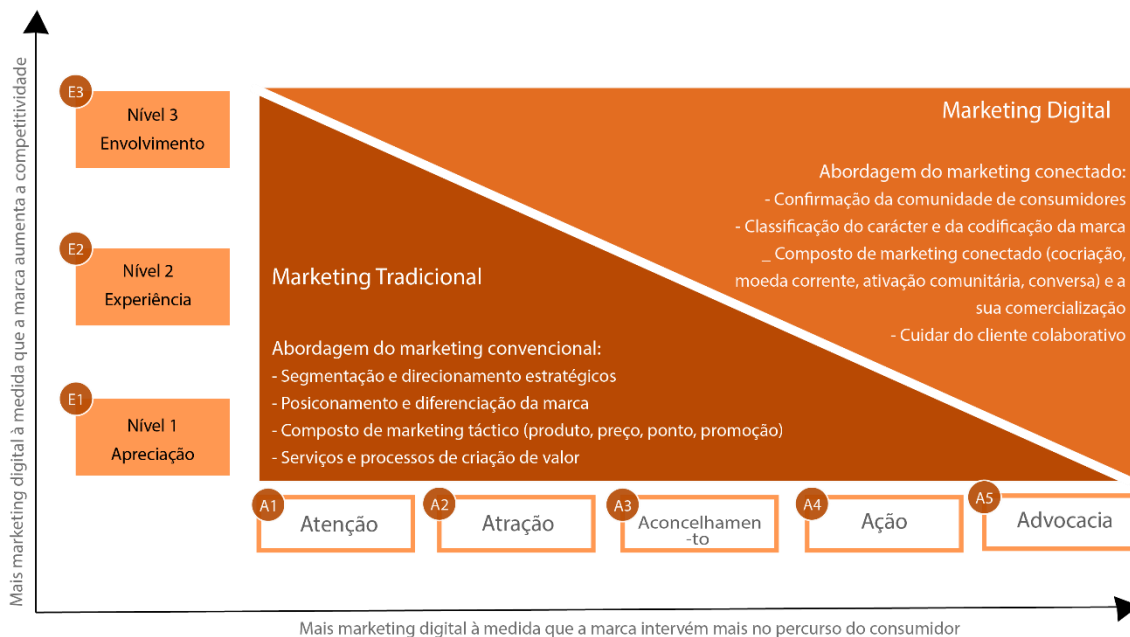 Mais marketing digital à medida que a marca aumenta a competitividade
E3
Nível 3
Envolvimento
E2
Nível 2
Experiência
E1
Nível 1
Apreciação
Marketing Digital
Abordagem do marketing conectado:
- Confirmação da comunidade de consumidores
- Classificação do carácter e da codificação da marca
_ Composto de marketing conectado (cocriação,
moeda corrente, ativação comunitária, conversa) e a
sua comercialização
- Cuidar do cliente colaborativo
Marketing Tradicional
Abordagem do marketing convencional:
- Segmentação e direcionamento estratégicos
- Posiconamento e diferenciação da marca
- Composto de marketing táctico (produto, preço, ponto, promoção)
- Serviços e processos de criação de valor
A1
Atenção
A2
Atração
A3
Aconcelhamen
-to
A4
Ação
A5
Advocacia
Mais marketing digital à medida que a marca intervém mais no percurso do consumidor